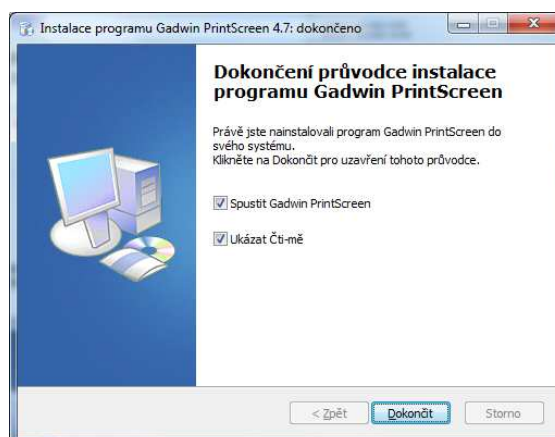 Instalace programu Gadwin PrintScreen 4.7: dokončeno
Dokončení průvodce instalace
programu Gadwin PrintScreen
Právě jste nainstalovali program Gadwin PrintScreen do
svého systému.
Klikněte na Dokončit pro uzavření tohoto průvodce.
Spustit Gadwin PrintScreen
Ukázat Čti-mě
< Zpět
Dokončit
Storno